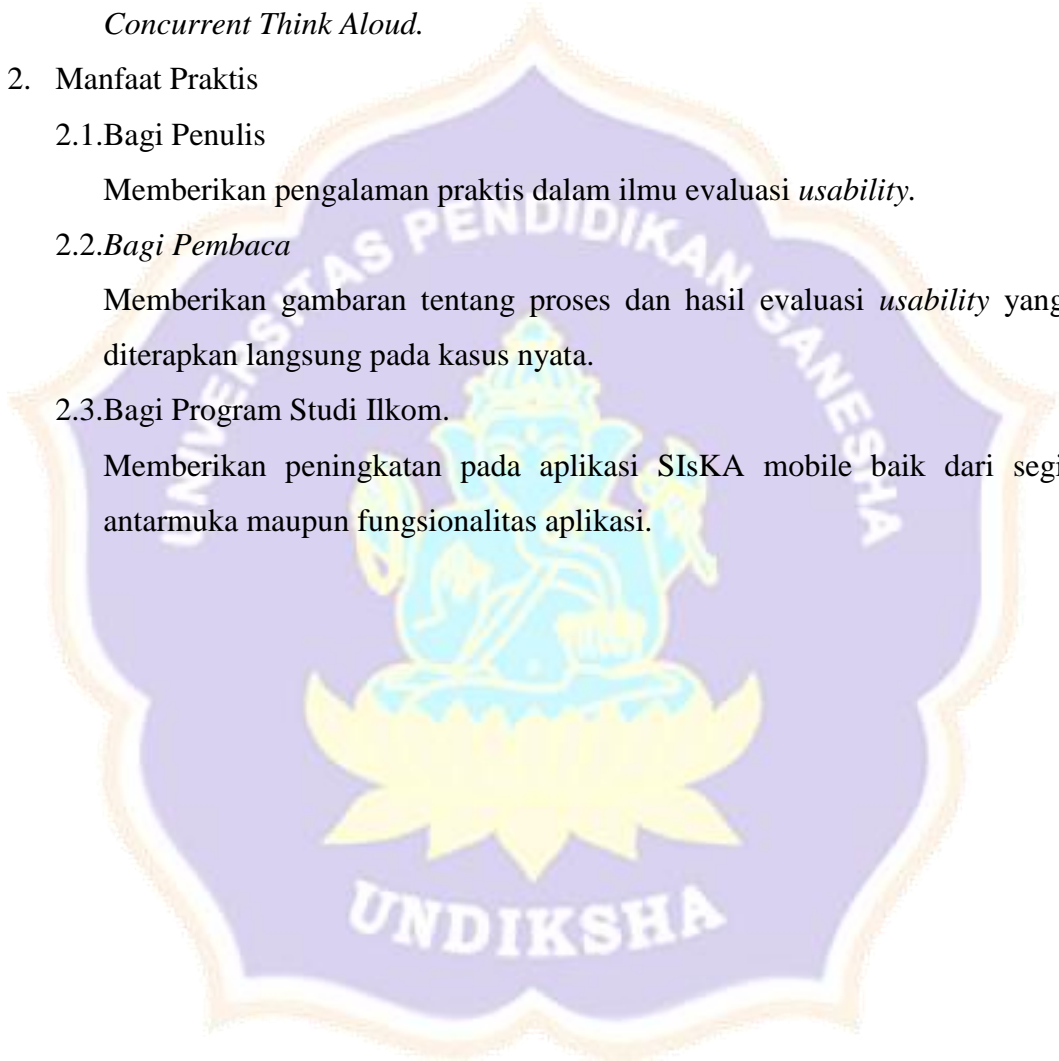 Concurrent Think Aloud.
2. Manfaat Praktis
2.1.Bagi Penulis
Memberikan pengalaman praktis dalam ilmu evaluasi usability.
2.2.Bagi Pembaca
Memberikan gambaran tentang proses dan hasil evaluasi usability yang
diterapkan langsung pada kasus nyata.
2.3.Bagi Program Studi Ilkom.
Memberikan peningkatan pada aplikasi SIsKA mobile baik dari segi
antarmuka maupun fungsionalitas aplikasi.
UNIVERSITAS PENDIDIKAN GANESHA
UNDIKSHA